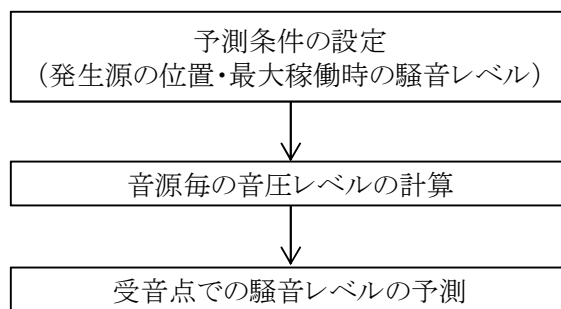 予測条件の設定
（発生源の位置・最大稼働時の騒音レベル）
音源毎の音圧レベルの計算
受音点での騒音レベルの予測